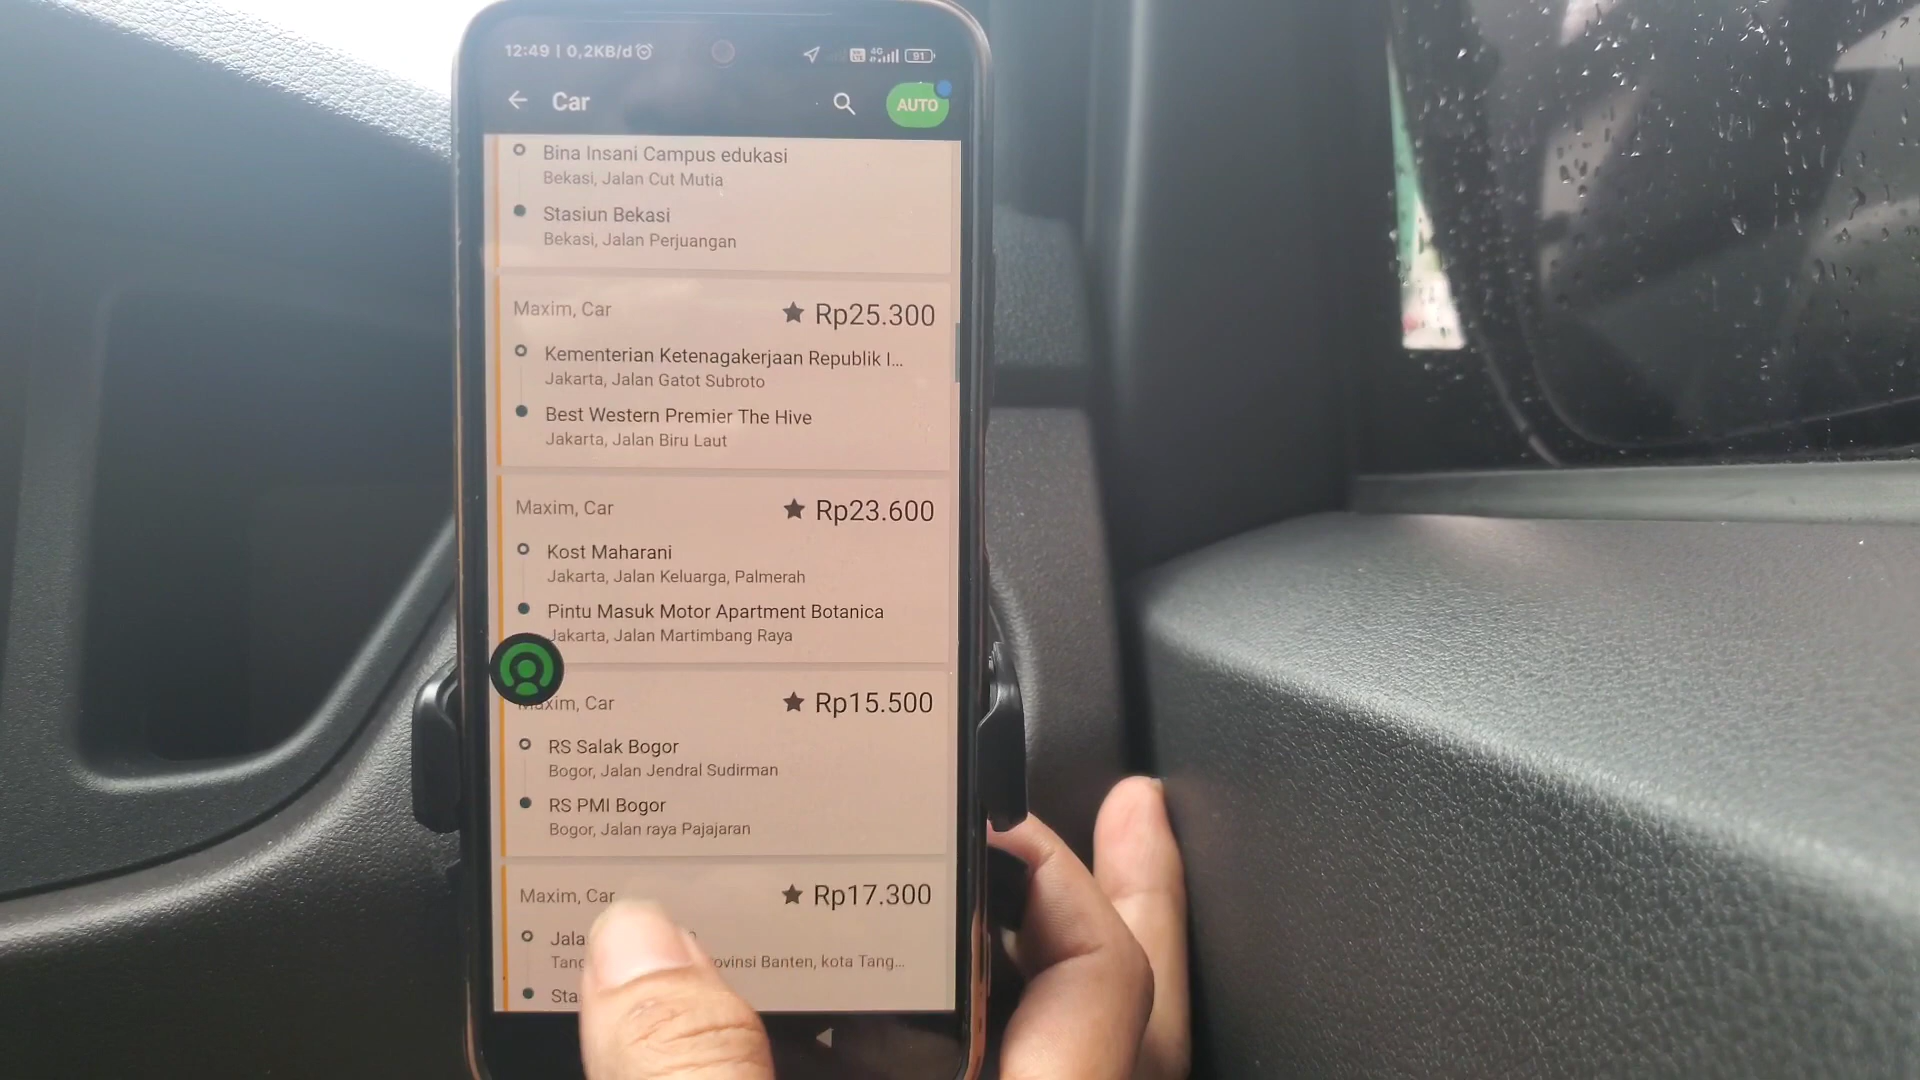 12:49 | 0,2KB/d
4G
91
Car
AUTO
Bina Insani Campus edukasi
Bekasi, Jalan Cut Mutia
Stasiun Bekasi
Bekasi, Jalan Perjuangan
Maxim, Car
Rp25.300
Kementerian Ketenagakerjaan Republik I...
Jakarta, Jalan Gatot Subroto
Best Western Premier The Hive
Jakarta, Jalan Biru Laut
Maxim, Car
Rp23.600
Kost Maharani
Jakarta, Jalan Keluarga, Palmerah
Pintu Masuk Motor Apartment Botanica
Jakarta, Jalan Martimbang Raya
Maxim, Car
Rp15.500
RS Salak Bogor
Bogor, Jalan Jendral Sudirman
RS PMI Bogor
Bogor, Jalan raya Pajajaran
Maxim, Car
Rp17.300
Banten, kota Tang...